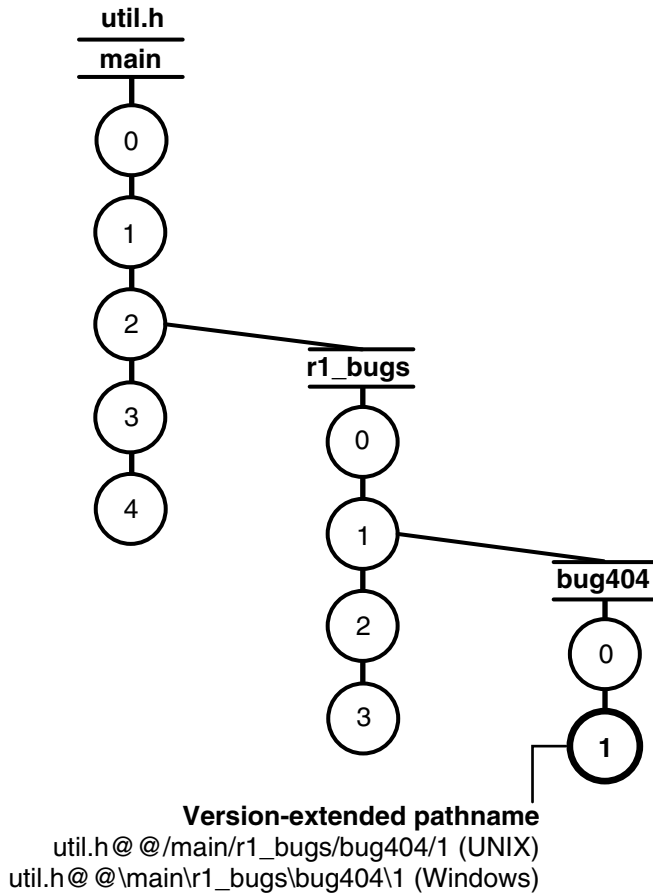 util.h
main
0
1
2
3
4
r1_bugs
0
1
2
3
bug404
0
1
Version-extended pathname
util.h@@/main/r1_bugs/bug404/1 (UNIX)
util.h@@\main\r1_bugs\bug404\1 (Windows)